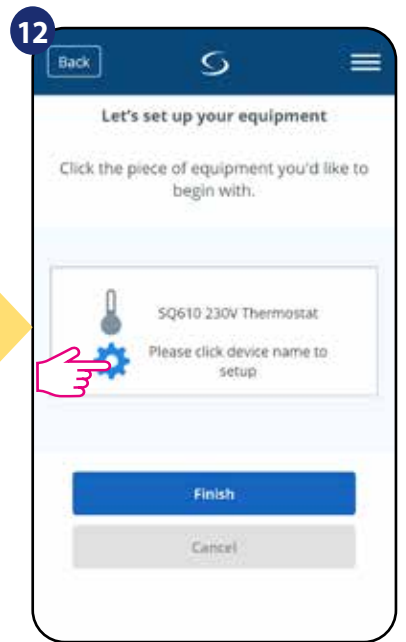 12
Back
Let's set up your equipment
Click the piece of equipment you'd like to
begin with.
SQ610 230V Thermostat
Please click device name to
setup
Finish
Cancel